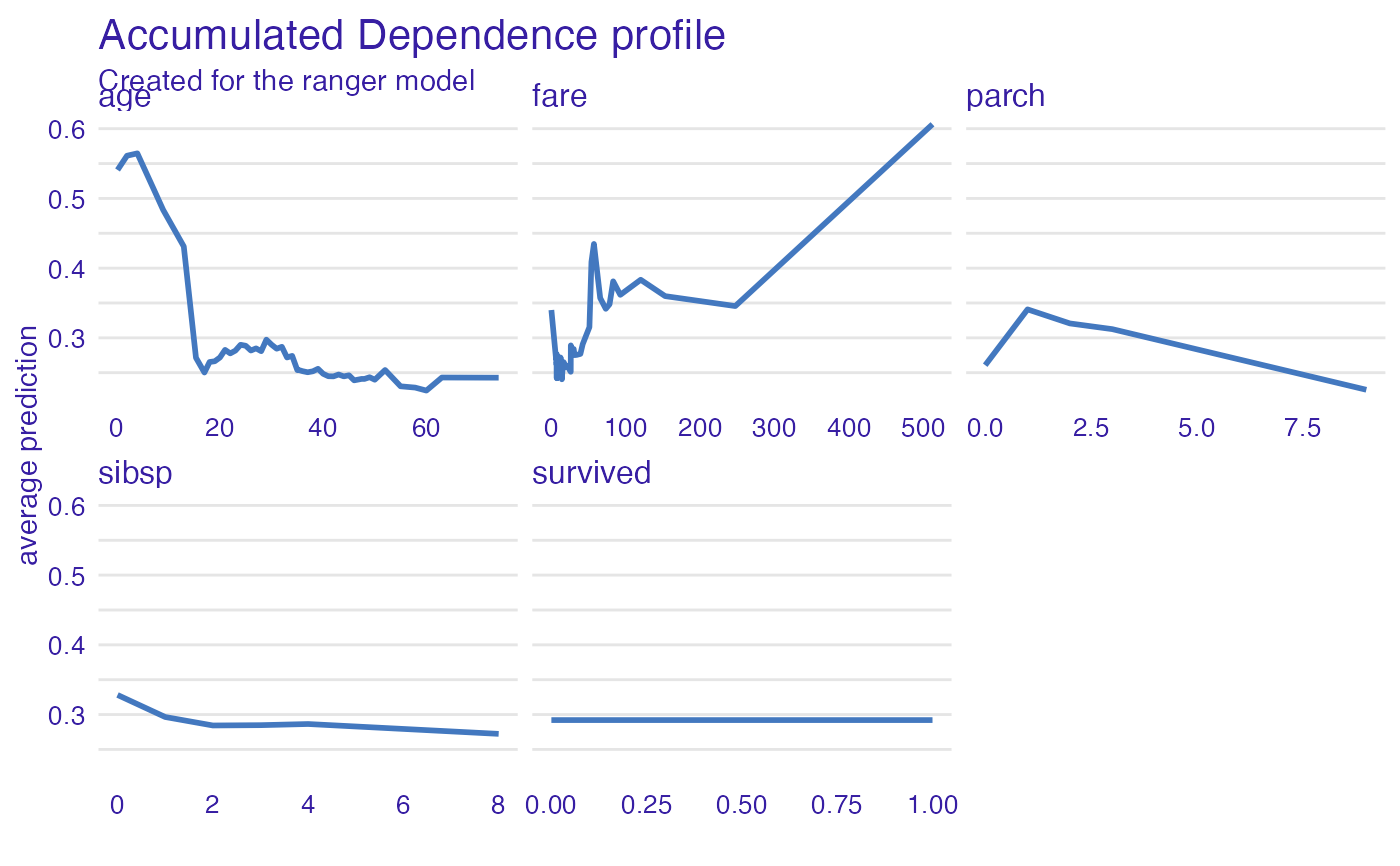 Accumulated Dependence profile
Created for the ranger model
age fare parch
0.6
0.5
0.4
0.3
0 20 40 60 0 100 200 300 400 500 0.0 2.5 5.0 7.5
average prediction
sibsp survived
0.6
0.5
0.4
0.3
0 2 4 6 8 0.00 0.25 0.50 0.75 1.00